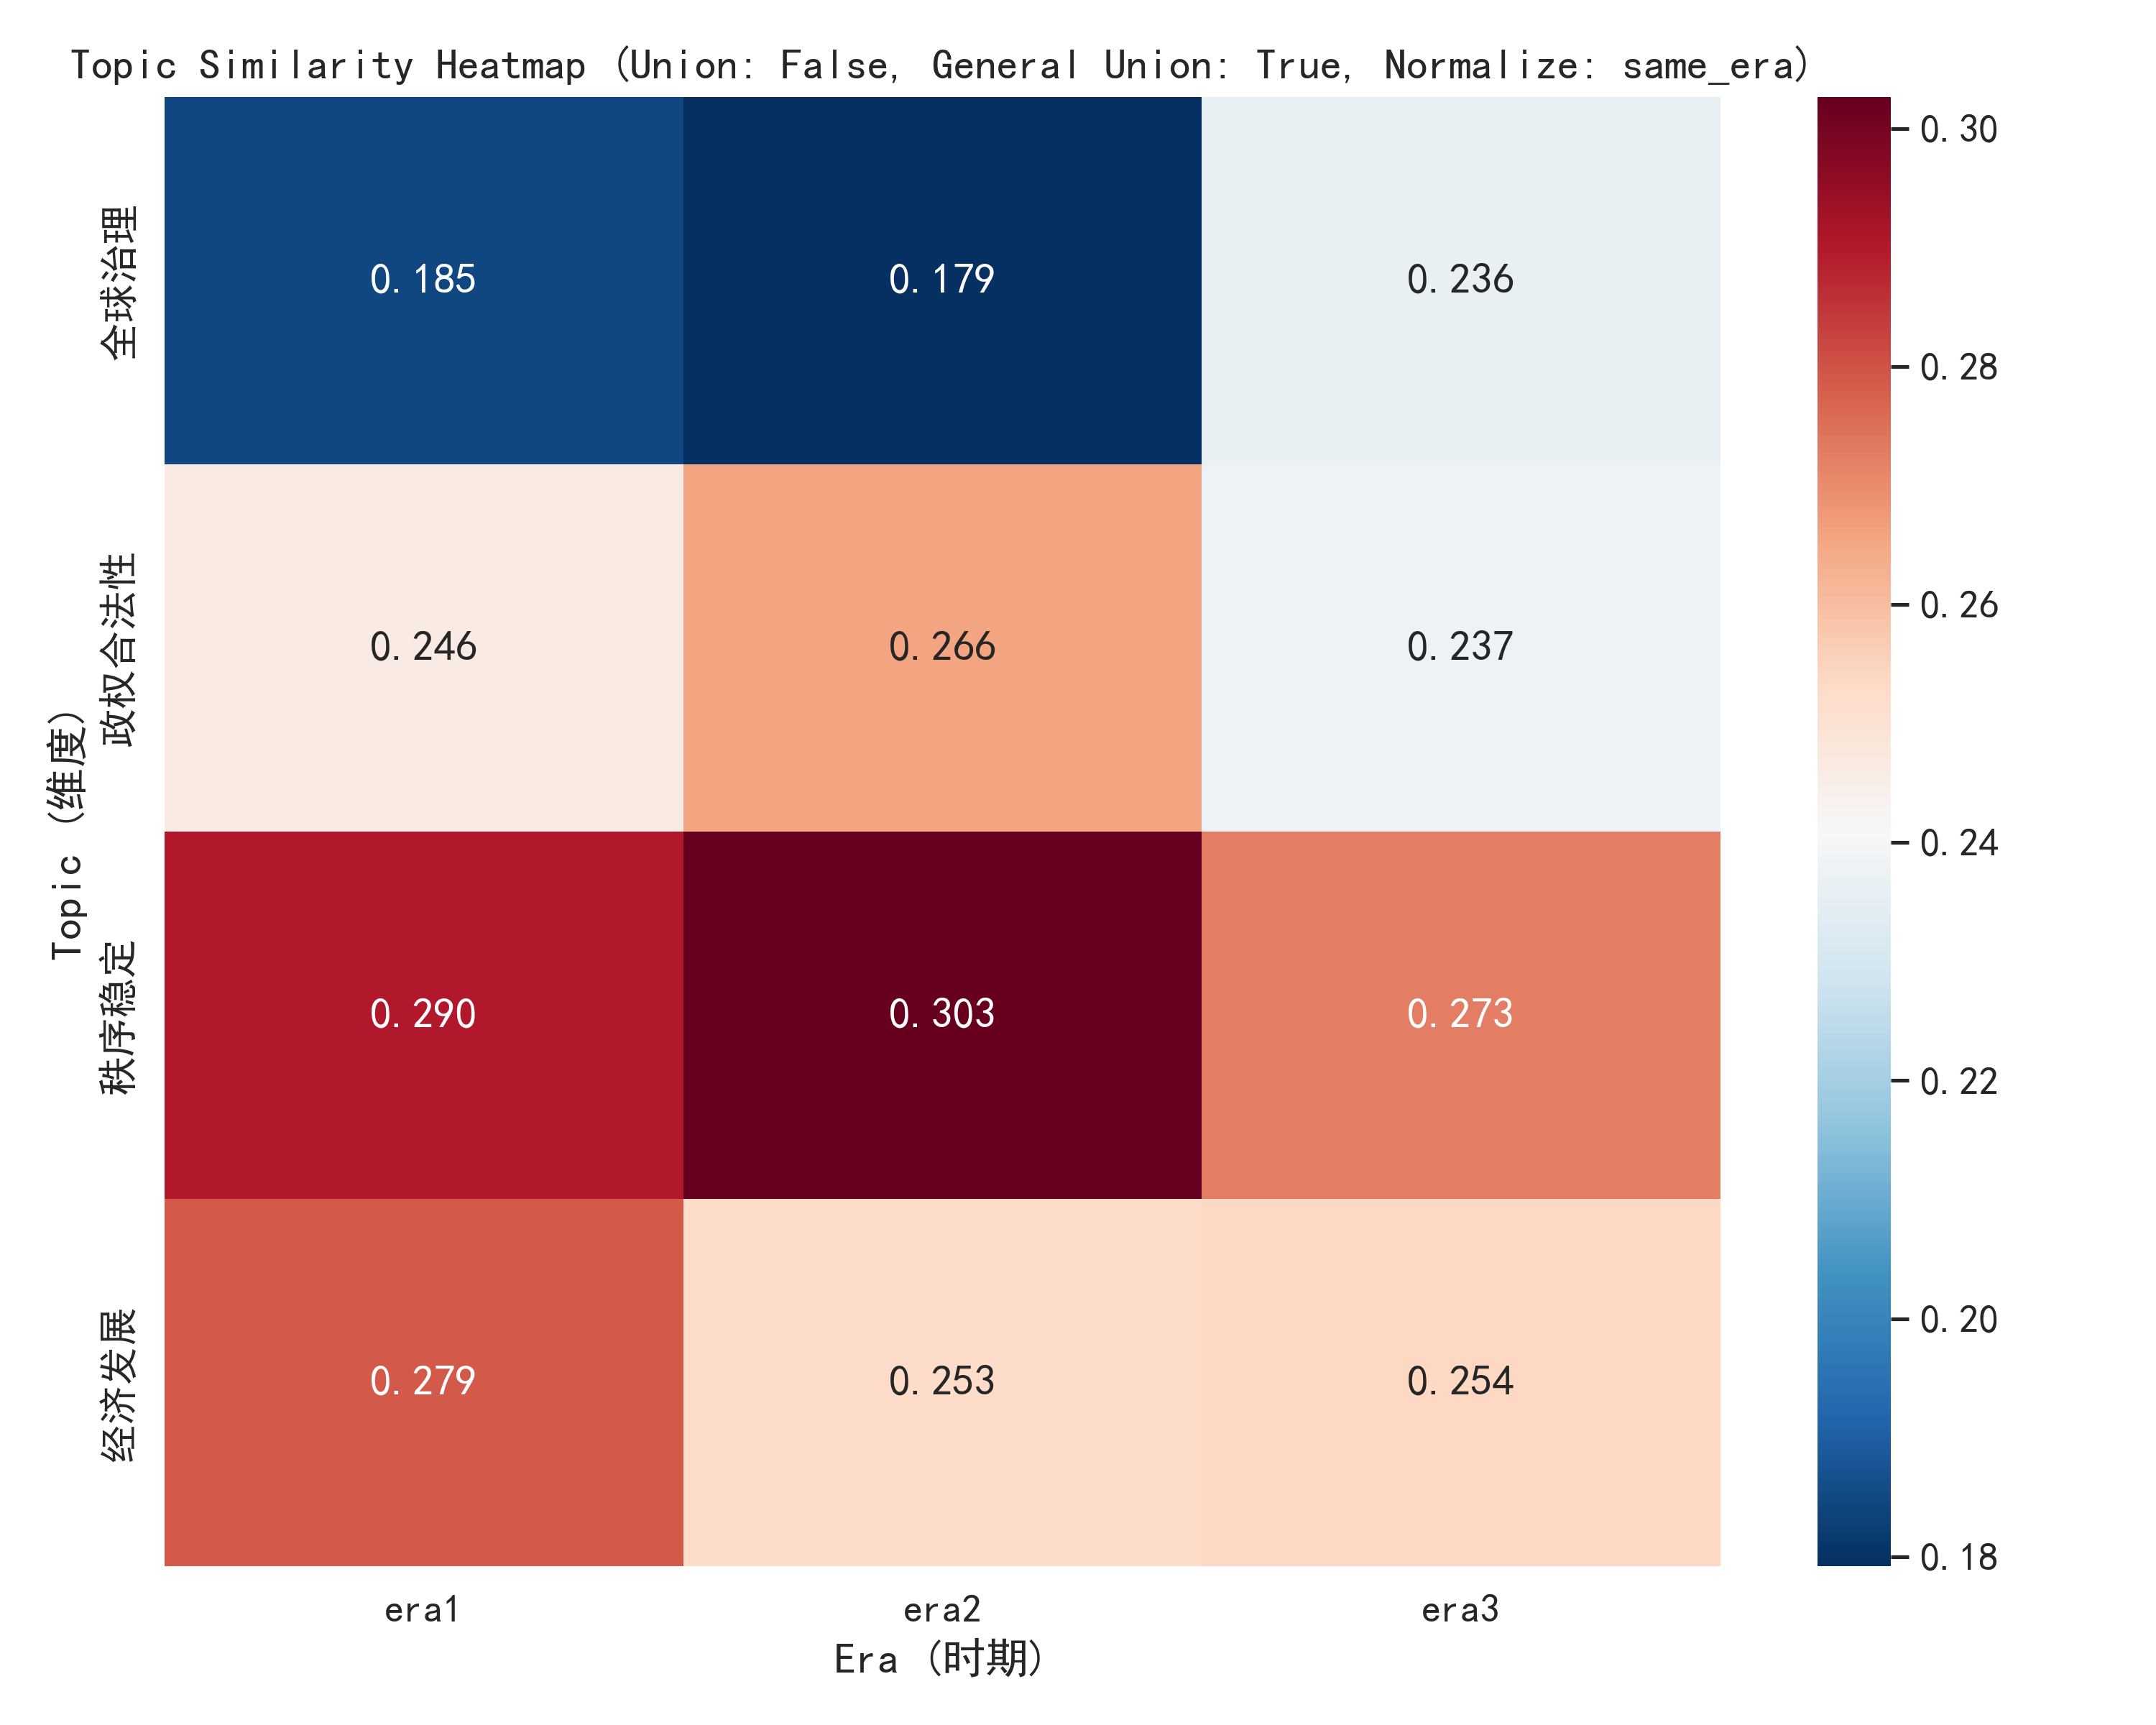 Topic Similarity Heatmap (Union: False, General Union: True, Normalize: same_era)
Topic (维度)
全球治理
0.185 0.179 0.236
政权合法性
0.246 0.266 0.237
秩序稳定
0.290 0.303 0.273
经济发展
0.279 0.253 0.254
era1 era2 era3
Era (时期)
0.30
0.28
0.26
0.24
0.22
0.20
0.18